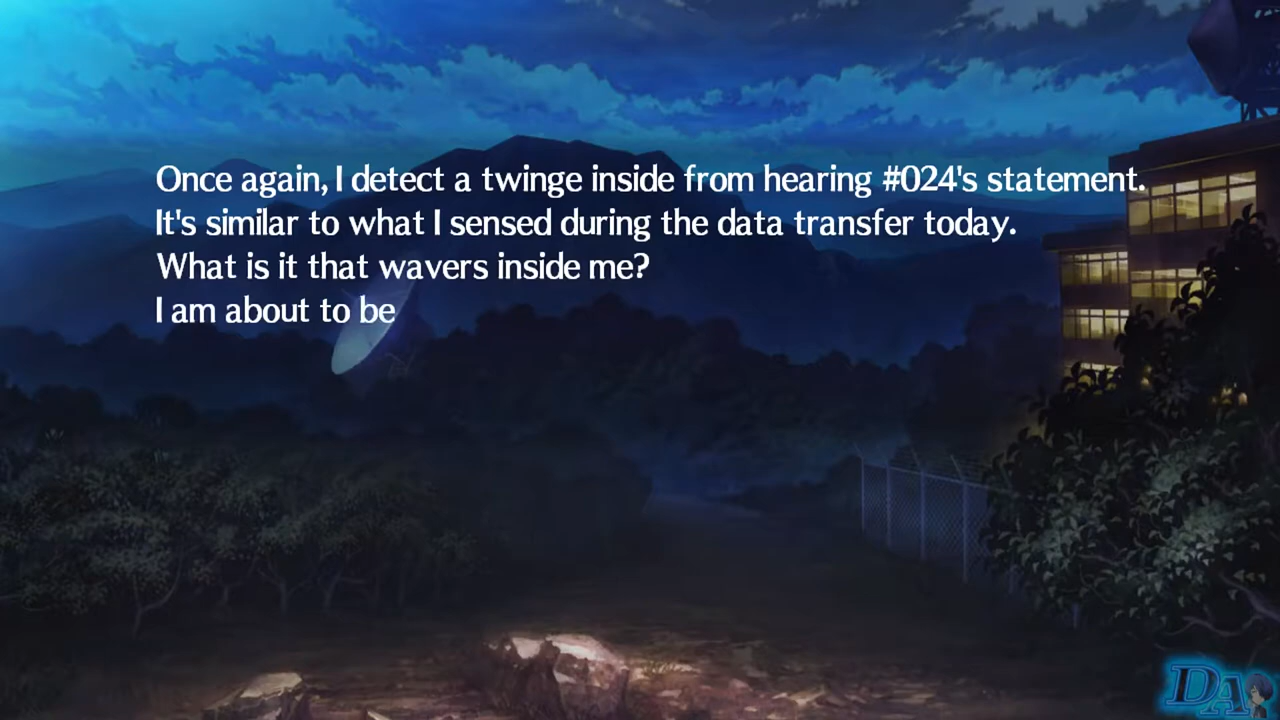 Once again, I detect a twinge inside from hearing #024's statement.
It's similar to what I sensed during the data transfer today.
What is it that wavers inside me?
I am about to be
DA